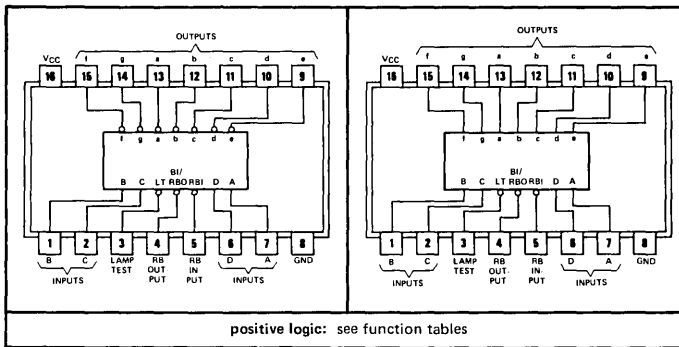 OUTPUTS
VCC f g a b c d e
16 15 14 13 12 11 10 9
f g a b c d e
BI/
B C LT RBO RBI D A
1 2 3 4 5 6 7 8
B C LAMP TEST RB OUT- PUT RB IN PUT D A GND
INPUTS INPUTS
OUTPUTS
VCC f g a b c d e
16 15 14 13 12 11 10 9
f g a b c d e
BI/
B C LT RBO RBI D A
1 2 3 4 5 6 7 8
B C LAMP TEST RB OUT- PUT RB IN- PUT D A GND
INPUTS INPUTS
positive logic: see function tables